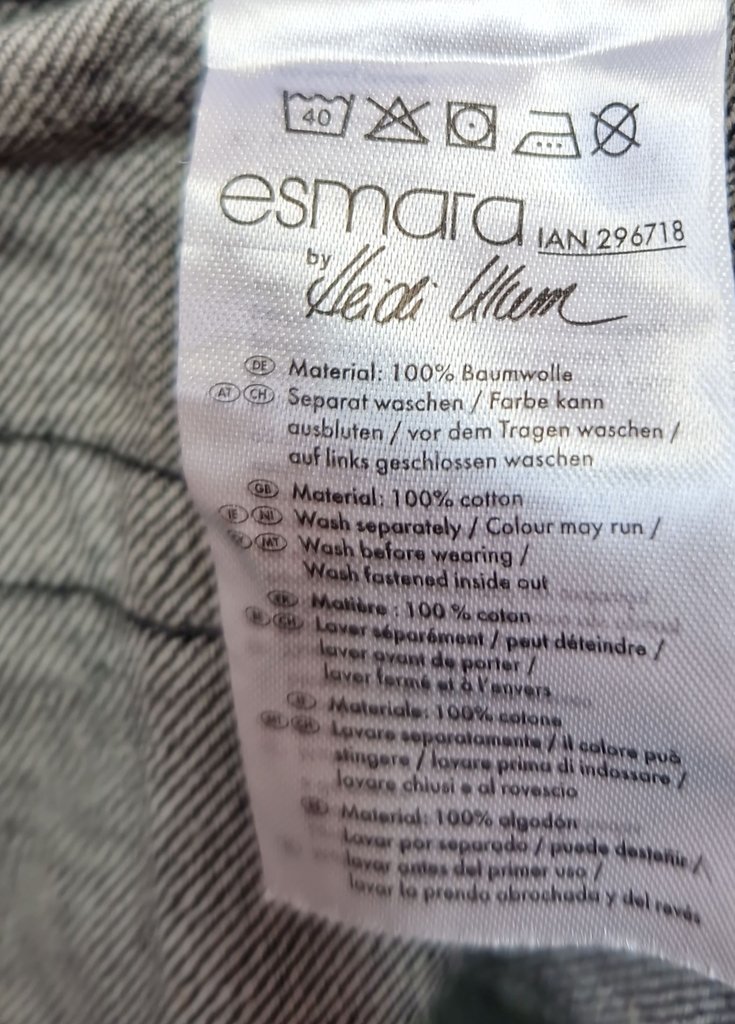 40
esmara IAN 296718
by Heidi Klum
DE Material: 100% Baumwolle
AT CH Separat waschen / Farbe kann
ausbluten / vor dem Tragen waschen /
auf links geschlossen waschen
GB Material: 100% cotton
IE NI Wash separately / Colour may run /
MT Wash before wearing /
Wash fastened inside out
Matière : 100 % coton
CH Laver séparément / peut déteindre /
laver avant de porter /
laver fermé et à l'envers
Materiale: 100% cotone
Lavare separatamente / il colore può
stingere / lavare prima di indossare /
lavare chiusi e al rovescio
Material: 100% algodón
Lavar por separado / puede desteñir /
lavar antes del primer uso /
lavar la prenda abrochada y del revés